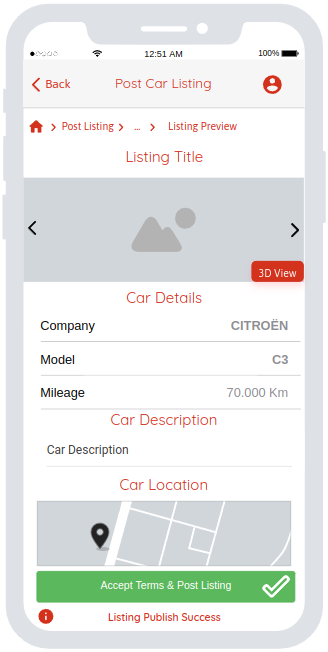 12:51 AM 100%
Back Post Car Listing
Post Listing ... Listing Preview
Listing Title
3D View
Car Details
Company CITROËN
Model C3
Mileage 70.000 Km
Car Description
Car Description
Car Location
Accept Terms & Post Listing
Listing Publish Success